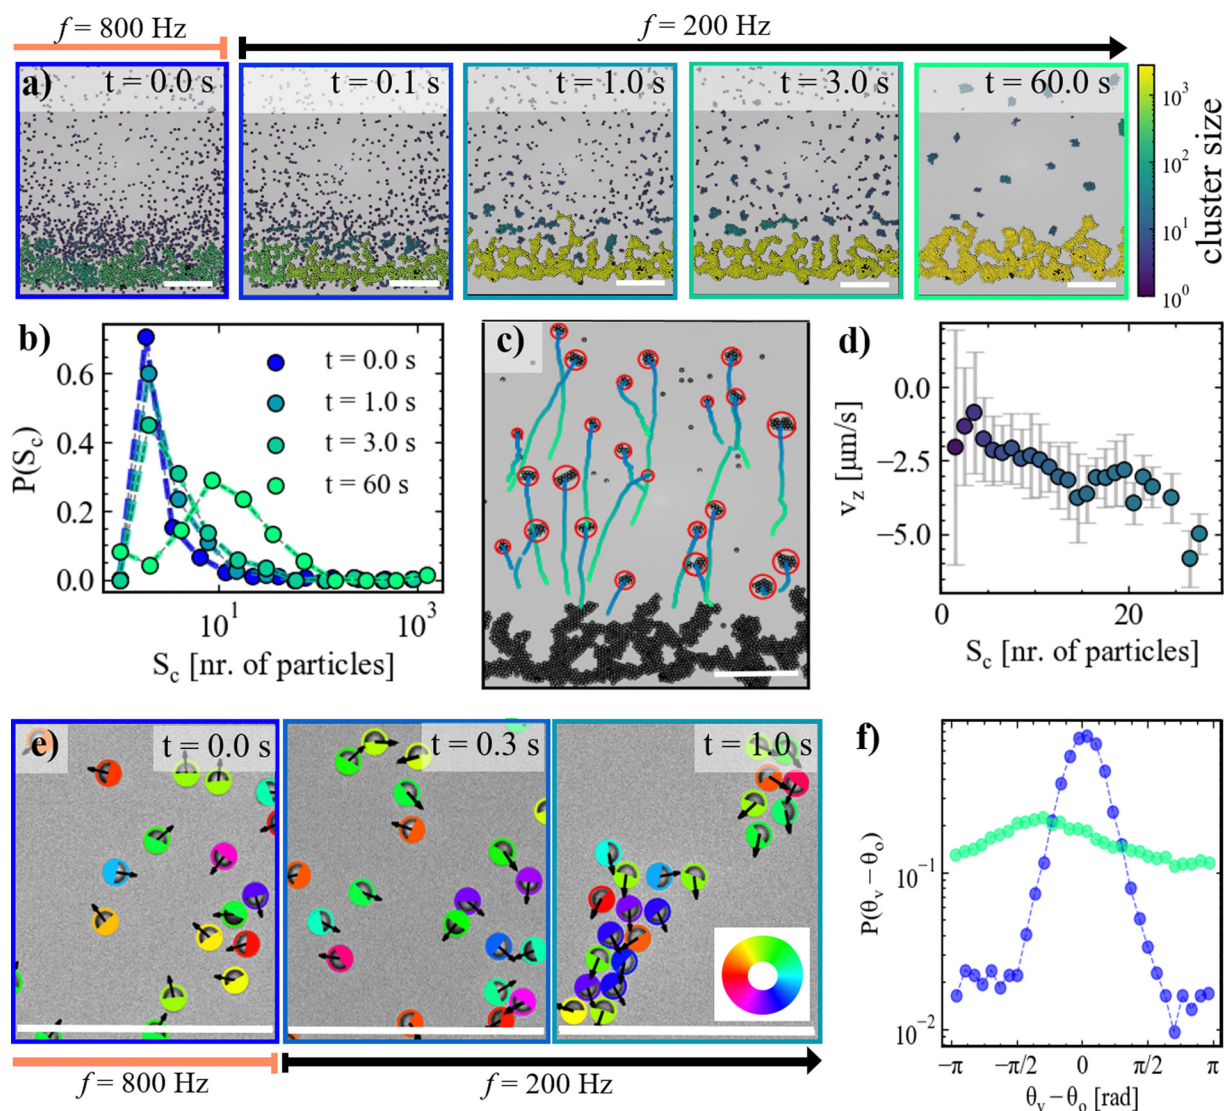 f = 800 Hz
f = 200 Hz
a)
t = 0.0 s
t = 0.1 s
t = 1.0 s
t = 3.0 s
t = 60.0 s
10³
10²
10¹
10⁰
cluster size
b)
t = 0.0 s
t = 1.0 s
t = 3.0 s
t = 60 s
0.6
0.4
0.2
0.0
P(S_c)
10¹
10³
S_c [nr. of particles]
c)
d)
0.0
−2.5
−5.0
v_z [μm/s]
0
20
S_c [nr. of particles]
e)
t = 0.0 s
t = 0.3 s
t = 1.0 s
f = 800 Hz
f = 200 Hz
f)
10⁻¹
10⁻²
P(θ_v − θ_o)
−π
−π/2
0
π/2
π
θ_v − θ_o [rad]